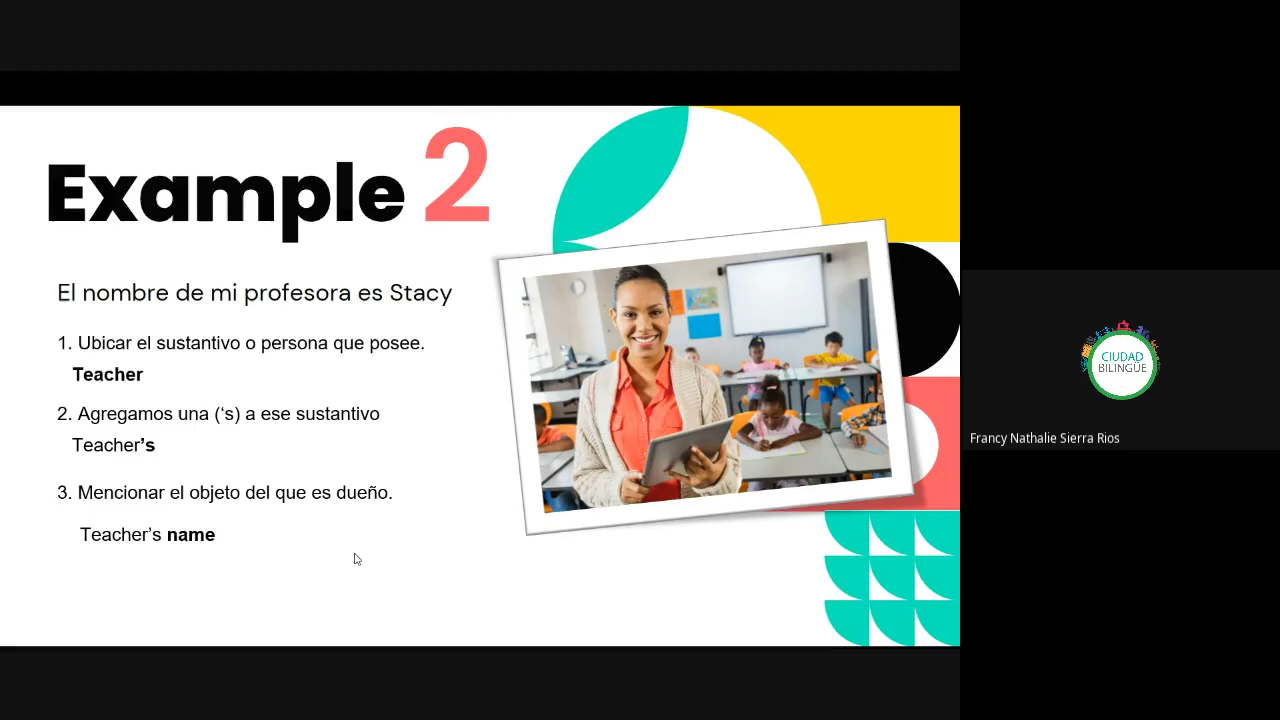 Example 2
El nombre de mi profesora es Stacy
1. Ubicar el sustantivo o persona que posee.
Teacher
2. Agregamos una (‘s) a ese sustantivo
Teacher’s
3. Mencionar el objeto del que es dueño.
Teacher’s name
CIUDAD
BILINGÜE
Francy Nathalie Sierra Rios